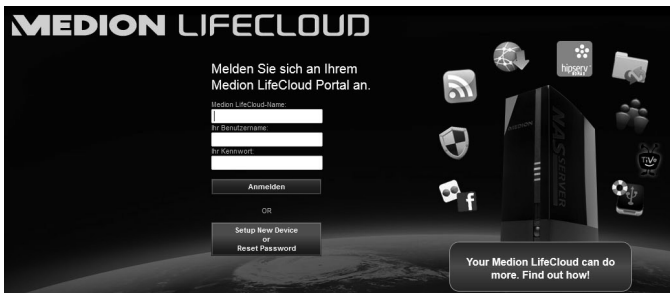 MEDION LIFECLOUD
Melden Sie sich an Ihrem
Medion LifeCloud Portal an.
Medion LifeCloud-Name:
Ihr Benutzername:
Ihr Kennwort:
Anmelden
OR
Setup New Device
or
Reset Password
hipserv
MEDION
NAS SERVER
TiVo
f
Your Medion LifeCloud can do
more. Find out how!